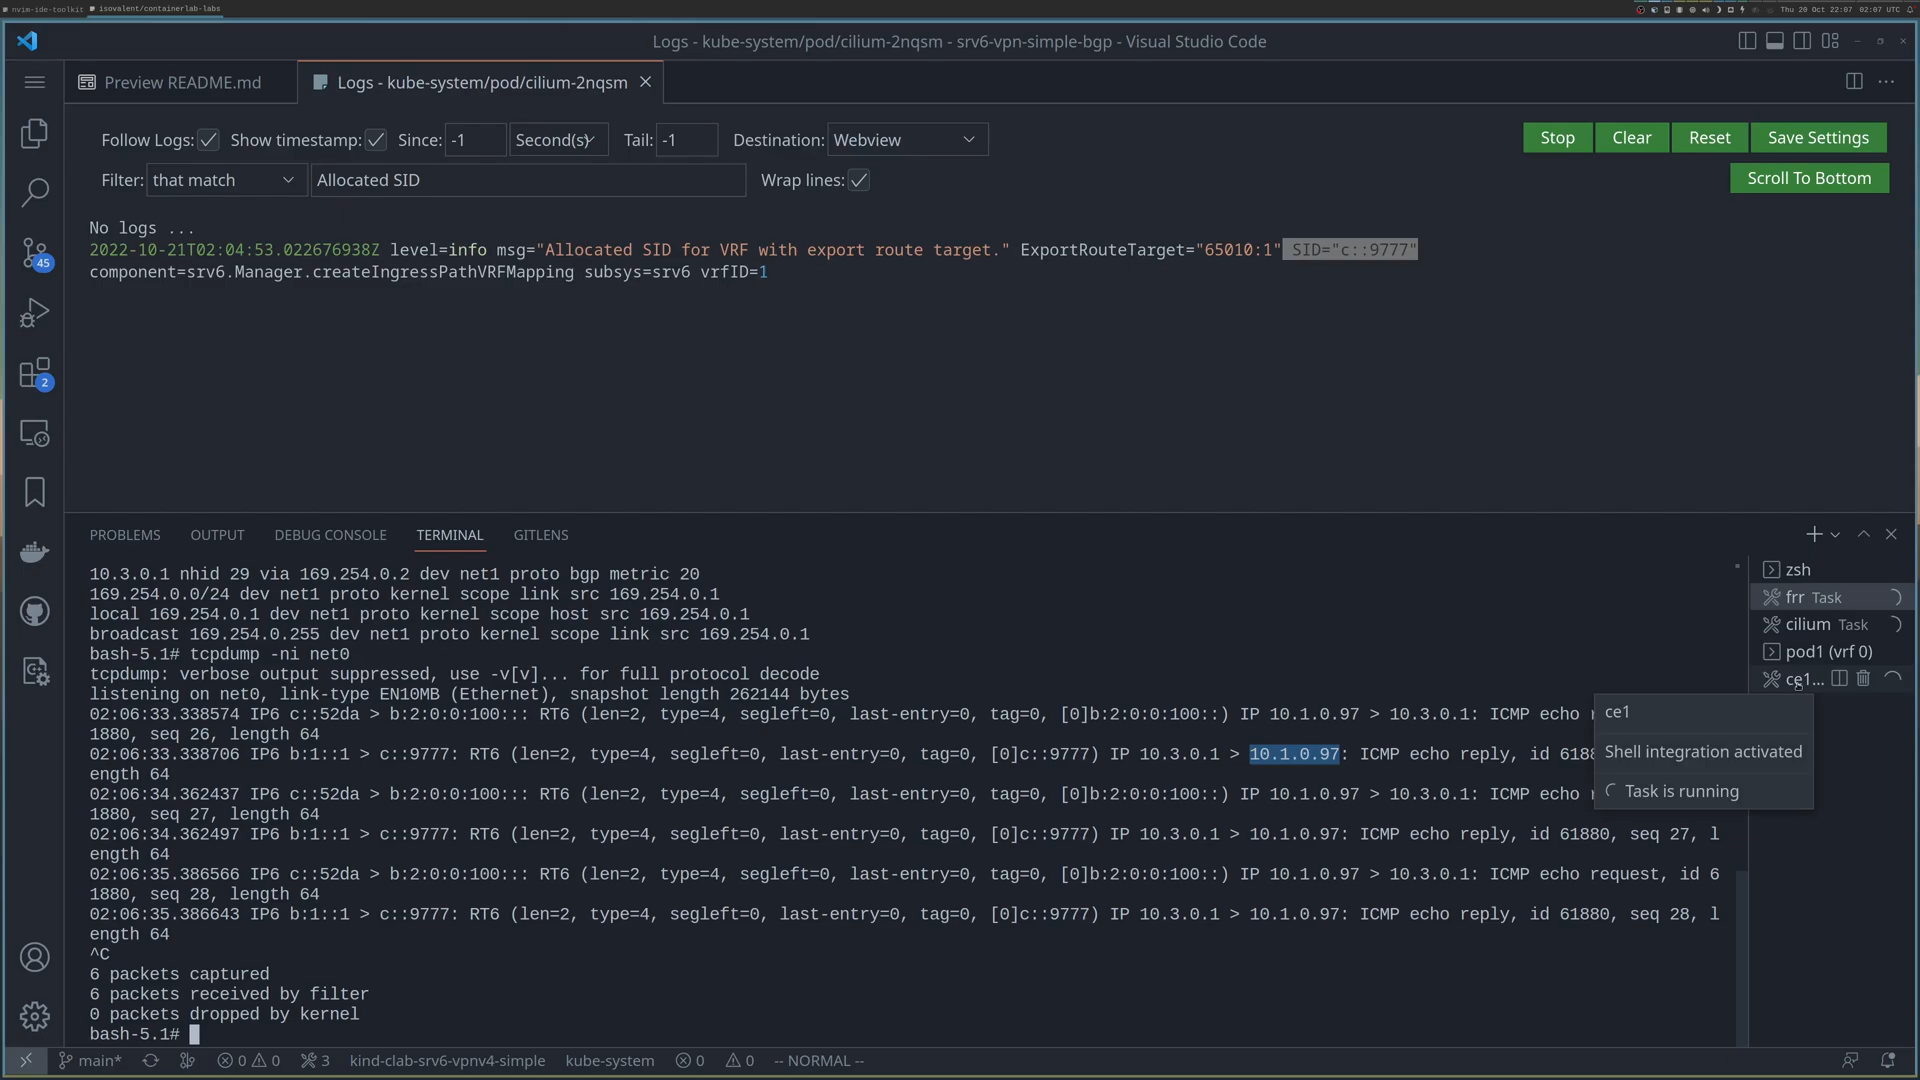 nvim-ide-toolkit isovalent/containerlab-labs
Thu 20 Oct 22:07 02:07 UTC
Logs - kube-system/pod/cilium-2nqsm - srv6-vpn-simple-bgp - Visual Studio Code
Preview README.md Logs - kube-system/pod/cilium-2nqsm
Follow Logs: Show timestamp: Since: -1 Second(s) Tail: -1 Destination: Webview
Stop Clear Reset Save Settings
Filter: that match Allocated SID Wrap lines:
Scroll To Bottom
No logs ...
2022-10-21T02:04:53.022676938Z level=info msg="Allocated SID for VRF with export route target." ExportRouteTarget="65010:1" SID="c::9777"
component=srv6.Manager.createIngressPathVRFMapping subsys=srv6 vrfID=1
45
2
PROBLEMS OUTPUT DEBUG CONSOLE TERMINAL GITLENS
10.3.0.1 nhid 29 via 169.254.0.2 dev net1 proto bgp metric 20
169.254.0.0/24 dev net1 proto kernel scope link src 169.254.0.1
local 169.254.0.1 dev net1 proto kernel scope host src 169.254.0.1
broadcast 169.254.0.255 dev net1 proto kernel scope link src 169.254.0.1
bash-5.1# tcpdump -ni net0
tcpdump: verbose output suppressed, use -v[v]... for full protocol decode
listening on net0, link-type EN10MB (Ethernet), snapshot length 262144 bytes
02:06:33.338574 IP6 c::52da > b:2:0:0:100::: RT6 (len=2, type=4, segleft=0, last-entry=0, tag=0, [0]b:2:0:0:100::) IP 10.1.0.97 > 10.3.0.1: ICMP echo r
1880, seq 26, length 64
02:06:33.338706 IP6 b:1::1 > c::9777: RT6 (len=2, type=4, segleft=0, last-entry=0, tag=0, [0]c::9777) IP 10.3.0.1 > 10.1.0.97: ICMP echo reply, id 6188
ength 64
02:06:34.362437 IP6 c::52da > b:2:0:0:100::: RT6 (len=2, type=4, segleft=0, last-entry=0, tag=0, [0]b:2:0:0:100::) IP 10.1.0.97 > 10.3.0.1: ICMP echo r
1880, seq 27, length 64
02:06:34.362497 IP6 b:1::1 > c::9777: RT6 (len=2, type=4, segleft=0, last-entry=0, tag=0, [0]c::9777) IP 10.3.0.1 > 10.1.0.97: ICMP echo reply, id 61880, seq 27, l
ength 64
02:06:35.386566 IP6 c::52da > b:2:0:0:100::: RT6 (len=2, type=4, segleft=0, last-entry=0, tag=0, [0]b:2:0:0:100::) IP 10.1.0.97 > 10.3.0.1: ICMP echo request, id 6
1880, seq 28, length 64
02:06:35.386643 IP6 b:1::1 > c::9777: RT6 (len=2, type=4, segleft=0, last-entry=0, tag=0, [0]c::9777) IP 10.3.0.1 > 10.1.0.97: ICMP echo reply, id 61880, seq 28, l
ength 64
^C
6 packets captured
6 packets received by filter
0 packets dropped by kernel
bash-5.1#
zsh
frr Task
cilium Task
pod1 (vrf 0)
ce1...
ce1
Shell integration activated
Task is running
main* 0 0 3 kind-clab-srv6-vpnv4-simple kube-system 0 0 -- NORMAL --